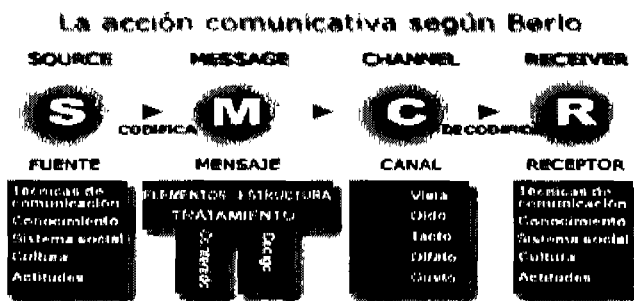 La acción comunicativa según Berlo
SOURCE MESSAGE CHANNEL RECEIVER
S M C R
CODIFICA DECODIFICA
FUENTE MENSAJE CANAL RECEPTOR
Técnicas de comunicación
Conocimiento
Sistema social
Cultura
Actitudes
ELEMENTOS ESTRUCTURA
TRATAMIENTO
Contenido
Código
Vista
Oído
Tacto
Olfato
Gusto
Técnicas de comunicación
Conocimiento
Sistema social
Cultura
Actitudes